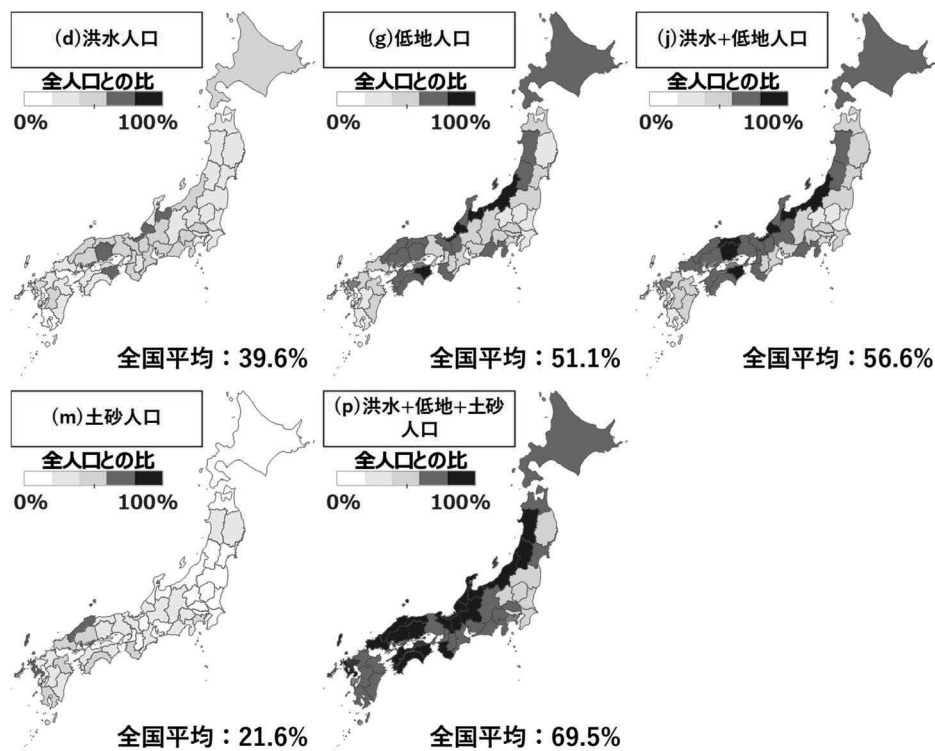 (d)洪水人口
全人口との比
0% 100%
全国平均：39.6%
(g)低地人口
全人口との比
0% 100%
全国平均：51.1%
(j)洪水+低地人口
全人口との比
0% 100%
全国平均：56.6%
(m)土砂人口
全人口との比
0% 100%
全国平均：21.6%
(p)洪水+低地+土砂
人口
全人口との比
0% 100%
全国平均：69.5%